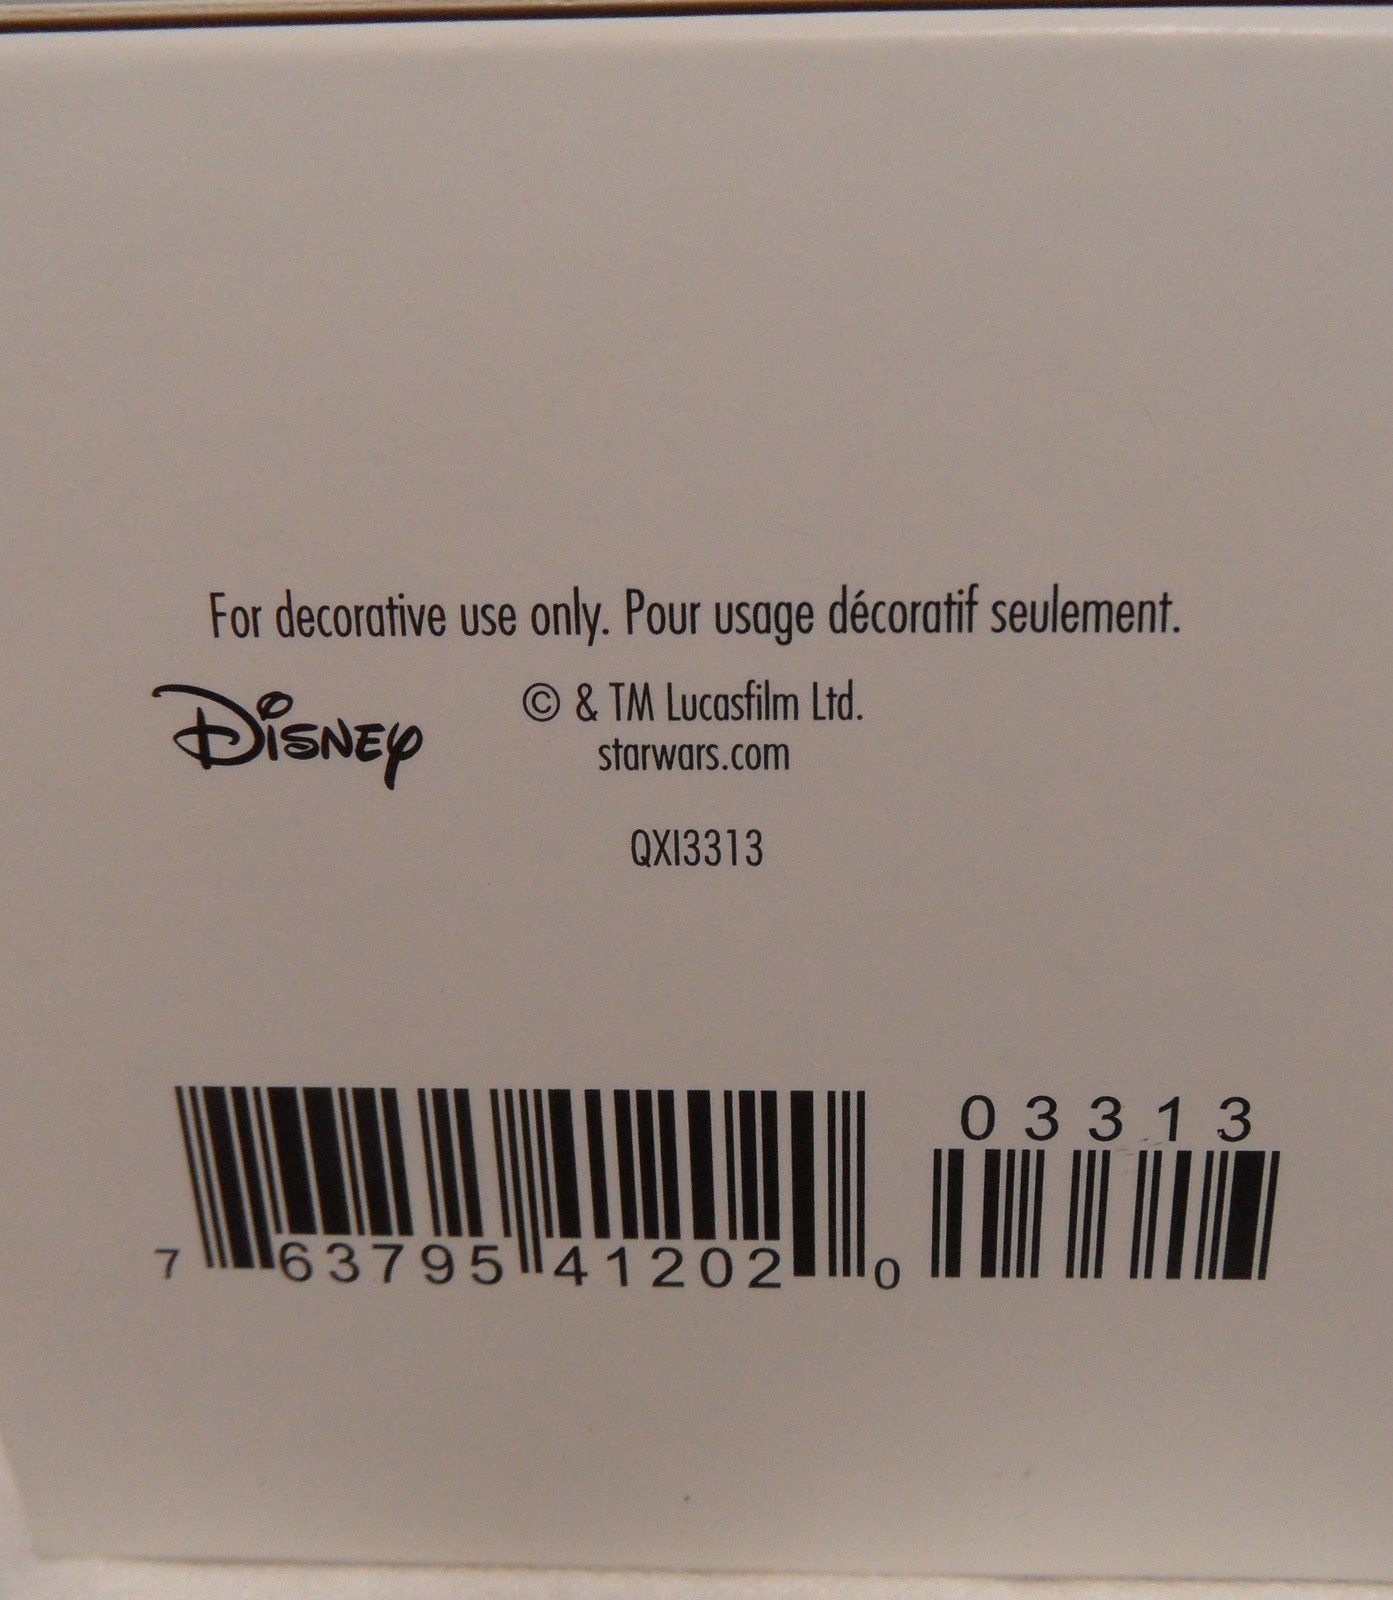 For decorative use only. Pour usage décoratif seulement.
Disney
© & TM Lucasfilm Ltd.
starwars.com
QXI3313
03313
7 63795 41202 0